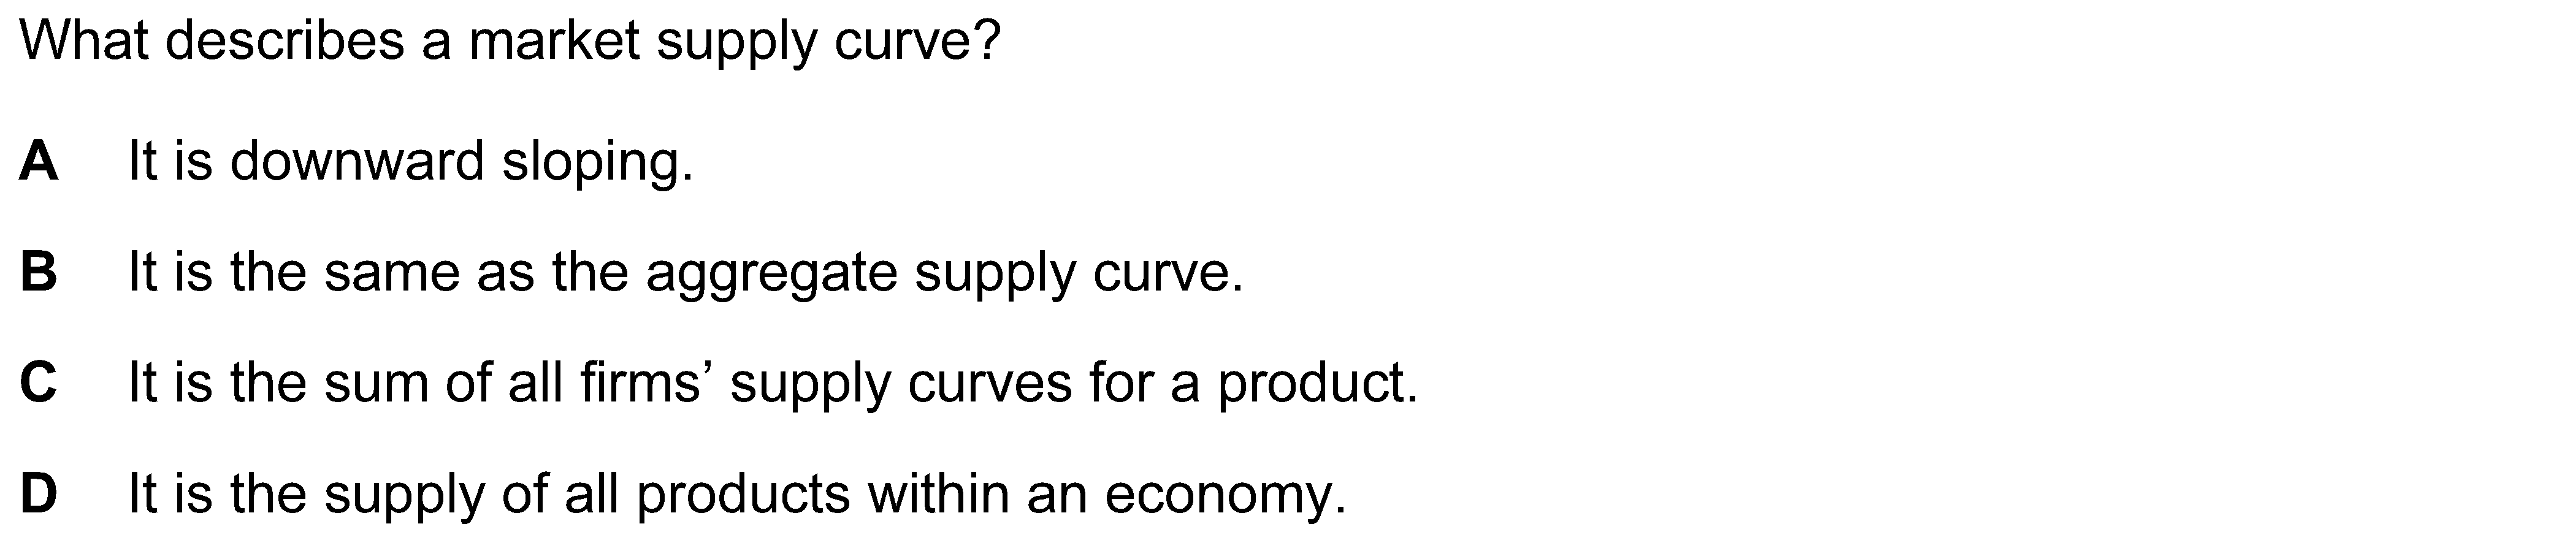 What describes a market supply curve?
A It is downward sloping.
B It is the same as the aggregate supply curve.
C It is the sum of all firms’ supply curves for a product.
D It is the supply of all products within an economy.